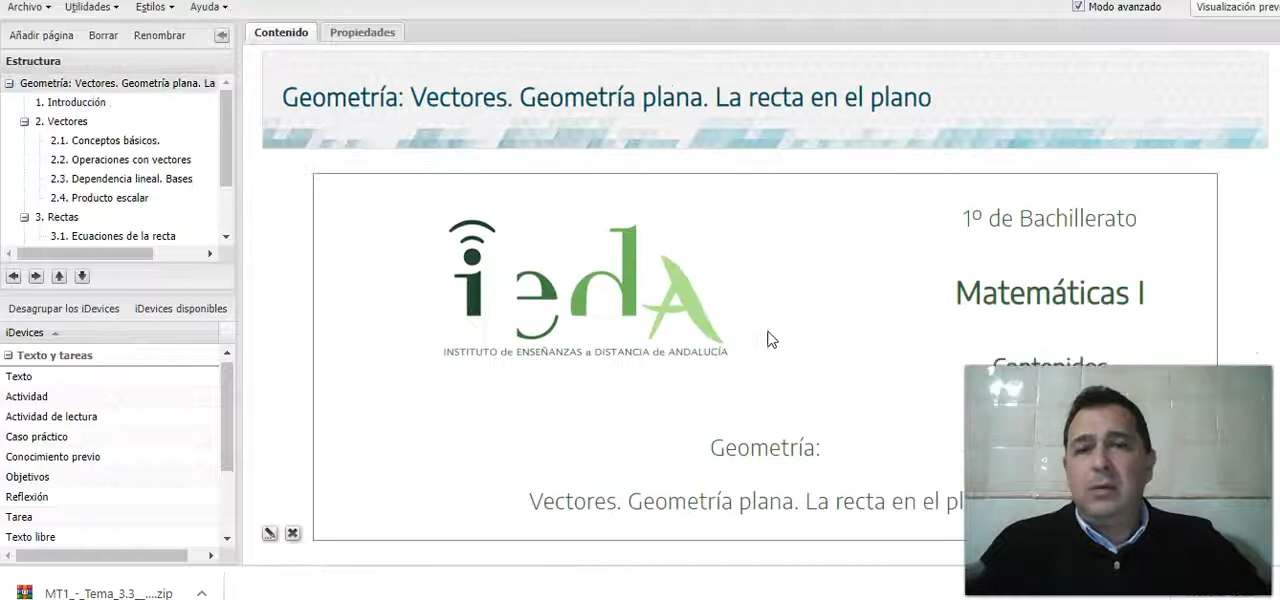 Archivo Utilidades Estilos Ayuda Modo avanzado Visualización prev
Añadir página Borrar Renombrar
Contenido Propiedades
Estructura
Geometría: Vectores. Geometría plana. La
1. Introducción
2. Vectores
2.1. Conceptos básicos.
2.2. Operaciones con vectores
2.3. Dependencia lineal. Bases
2.4. Producto escalar
3. Rectas
3.1. Ecuaciones de la recta
Desagrupar los iDevices iDevices disponibles
iDevices
Texto y tareas
Texto
Actividad
Actividad de lectura
Caso práctico
Conocimiento previo
Objetivos
Reflexión
Tarea
Texto libre
Geometría: Vectores. Geometría plana. La recta en el plano
iedA
INSTITUTO de ENSEÑANZAS a DISTANCIA de ANDALUCÍA
1º de Bachillerato
Matemáticas I
Contenidos
Geometría:
Vectores. Geometría plana. La recta en el pl
MT1_-_Tema_3.3__....zip